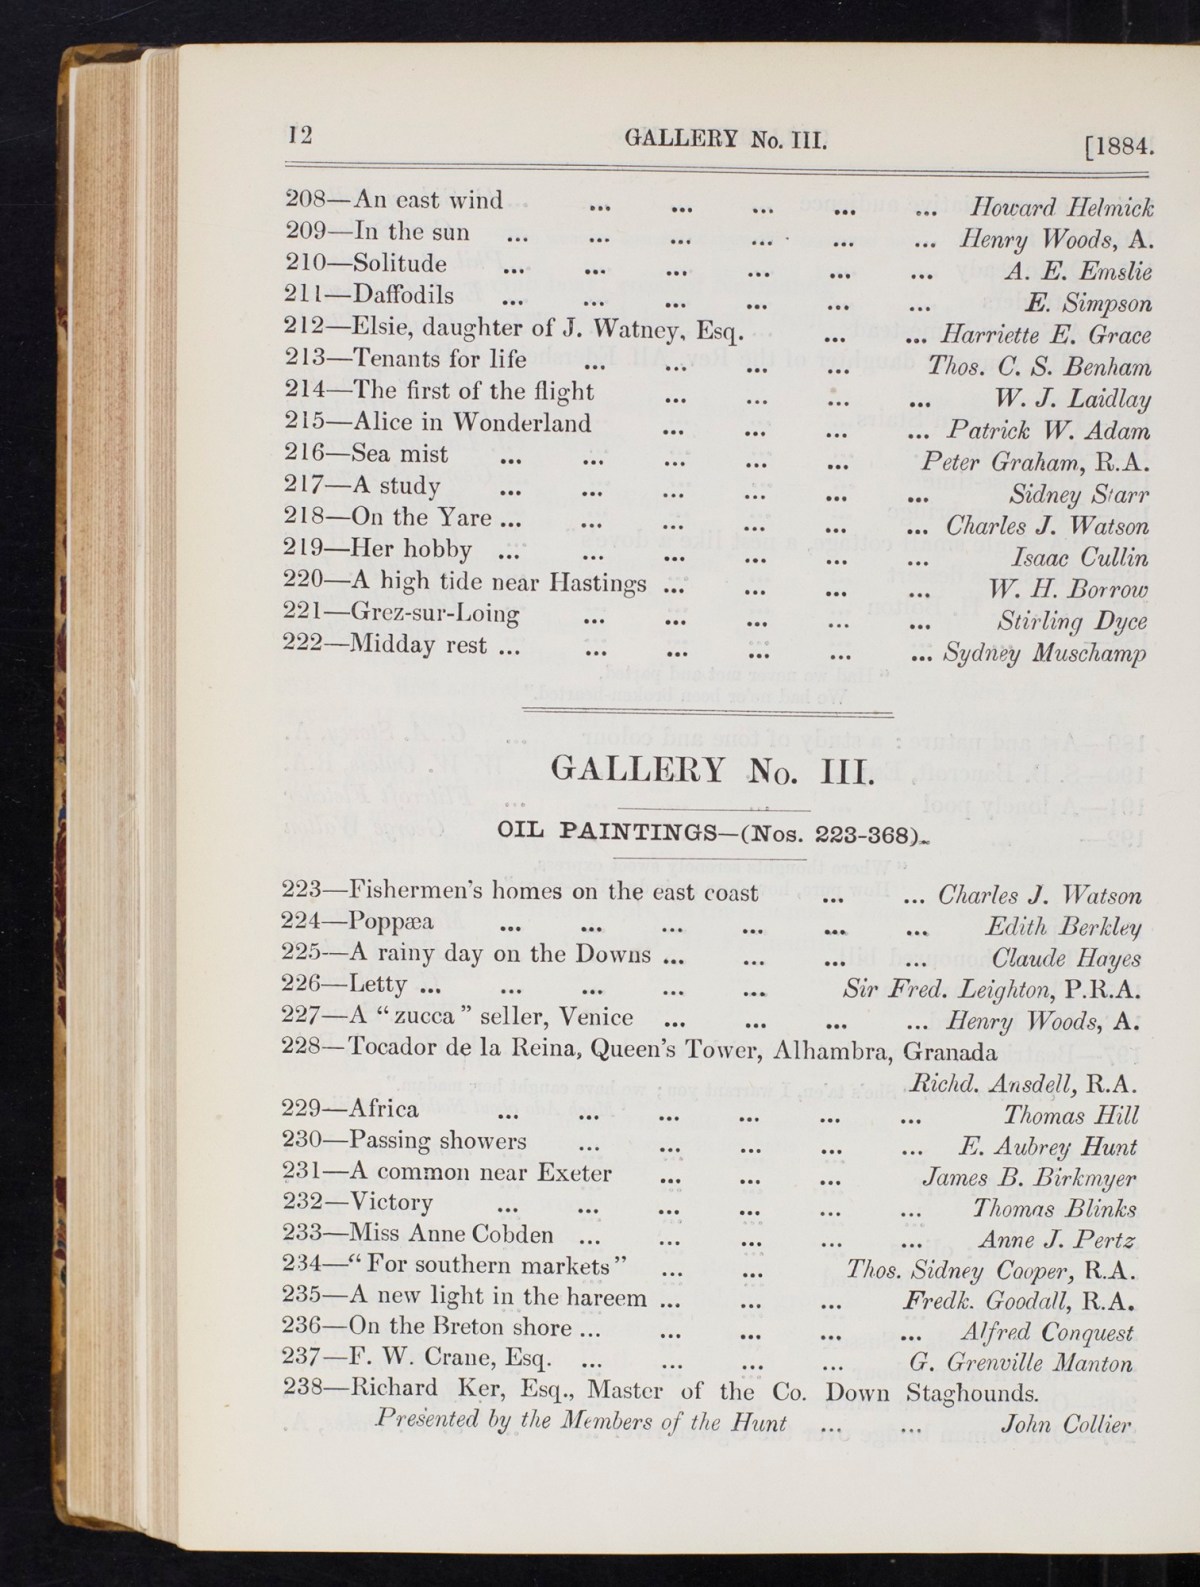 12 GALLERY No. III. [1884.
208—An east wind ... ... ... ... ... Howard Helmick
209—In the sun ... ... ... ... ... ... Henry Woods, A.
210—Solitude ... ... ... ... ... ... A. E. Emslie
211—Daffodils ... ... ... ... ... ... E. Simpson
212—Elsie, daughter of J. Watney, Esq. ... ... Harriette E. Grace
213—Tenants for life ... ... ... ... Thos. C. S. Benham
214—The first of the flight ... ... ... ... W. J. Laidlay
215—Alice in Wonderland ... ... ... ... Patrick W. Adam
216—Sea mist ... ... ... ... ... Peter Graham, R.A.
217—A study ... ... ... ... ... ... Sidney Starr
218—On the Yare ... ... ... ... ... ... Charles J. Watson
219—Her hobby ... ... ... ... ... ... Isaac Cullin
220—A high tide near Hastings ... ... ... ... W. H. Borrow
221—Grez-sur-Loing ... ... ... ... ... Stirling Dyce
222—Midday rest ... ... ... ... ... ... Sydney Muschamp
GALLERY No. III.
OIL PAINTINGS—(Nos. 223-368).
223—Fishermen's homes on the east coast ... ... Charles J. Watson
224—Poppæa ... ... ... ... ... ... Edith Berkley
225—A rainy day on the Downs ... ... ... ... Claude Hayes
226—Letty ... ... ... ... ... Sir Fred. Leighton, P.R.A.
227—A “zucca” seller, Venice ... ... ... ... Henry Woods, A.
228—Tocador de la Reina, Queen's Tower, Alhambra, Granada
Richd. Ansdell, R.A.
229—Africa ... ... ... ... ... ... Thomas Hill
230—Passing showers ... ... ... ... ... E. Aubrey Hunt
231—A common near Exeter ... ... ... James B. Birkmyer
232—Victory ... ... ... ... ... ... Thomas Blinks
233—Miss Anne Cobden ... ... ... ... ... Anne J. Pertz
234—“For southern markets” ... ... Thos. Sidney Cooper, R.A.
235—A new light in the hareem ... ... ... Fredk. Goodall, R.A.
236—On the Breton shore ... ... ... ... ... Alfred Conquest
237—F. W. Crane, Esq. ... ... ... ... G. Grenville Manton
238—Richard Ker, Esq., Master of the Co. Down Staghounds.
Presented by the Members of the Hunt ... ... John Collier